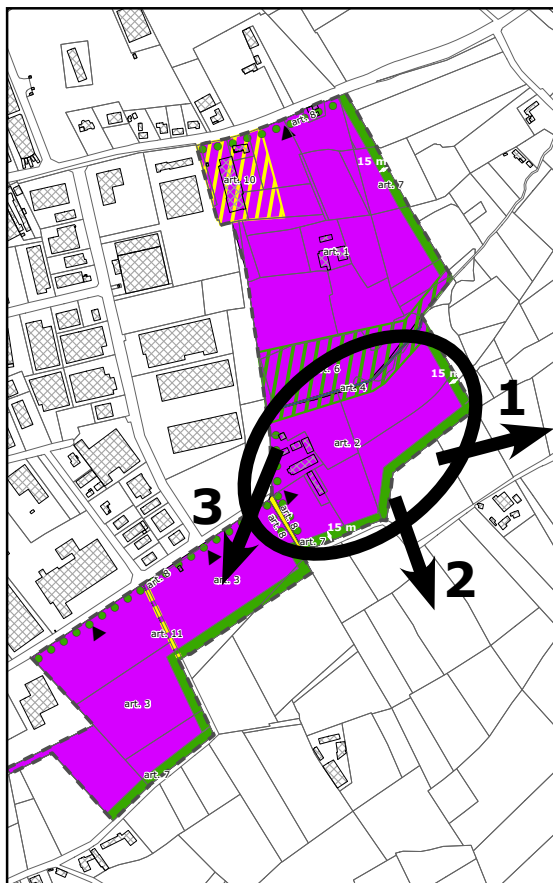 art. 8
15 m
art. 7
art. 10
art. 1
art. 6
15 m
art. 4
1
art. 2
3
art. 8
art. 8
15 m
art. 7
2
art. 8
art. 3
art. 11
art. 3
art. 7